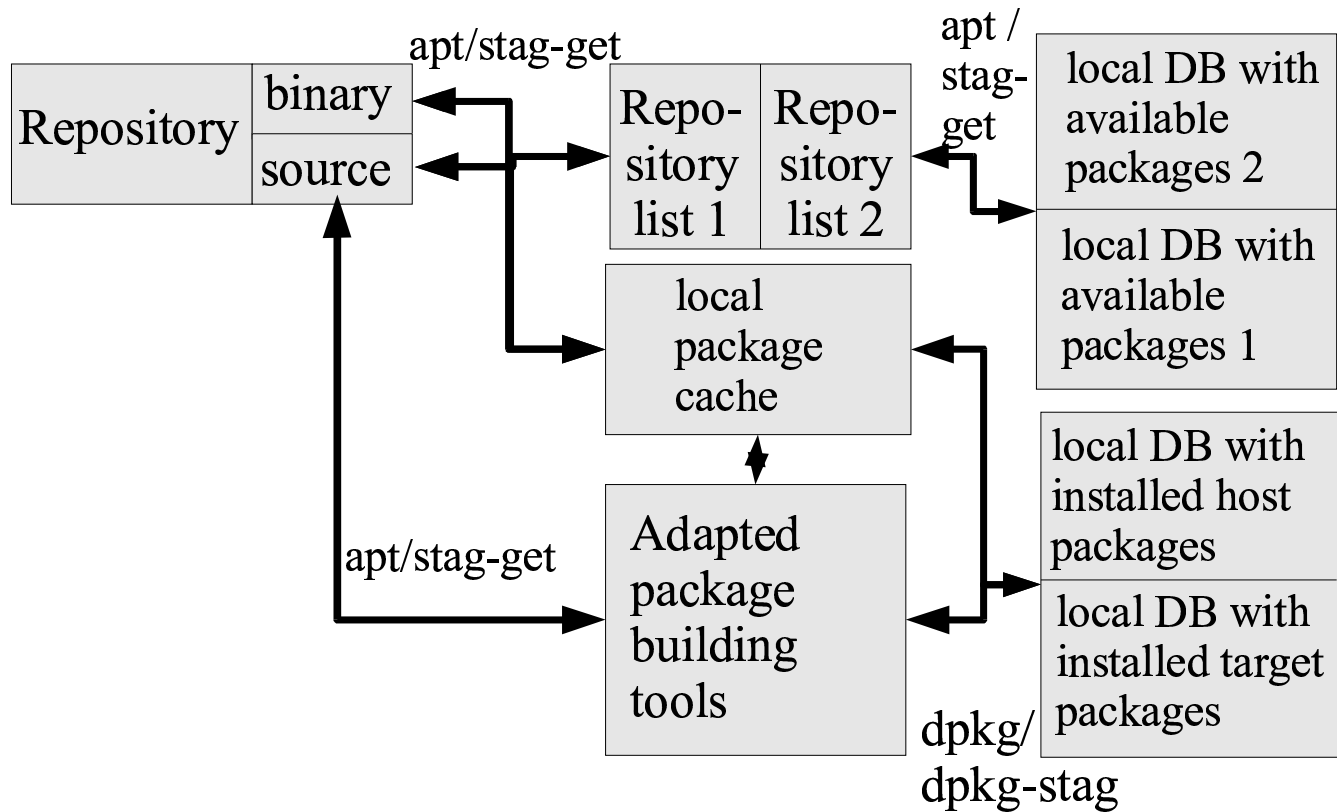 apt/stag-get
Repository
binary
source
Repo-
sitory
list 1
Repo-
sitory
list 2
apt /
stag-
get
local DB with
available
packages 2
local DB with
available
packages 1
local
package
cache
apt/stag-get
Adapted
package
building
tools
local DB with
installed host
packages
local DB with
installed target
packages
dpkg/
dpkg-stag